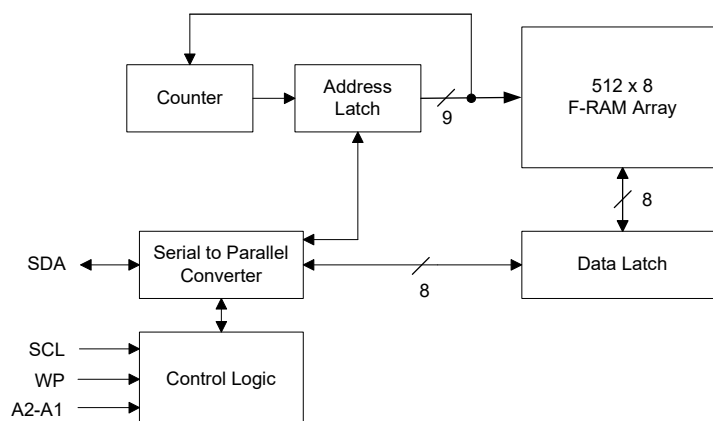 Counter
Address
Latch
9
512 x 8
F-RAM Array
8
SDA
Serial to Parallel
Converter
8
Data Latch
SCL
WP
A2-A1
Control Logic